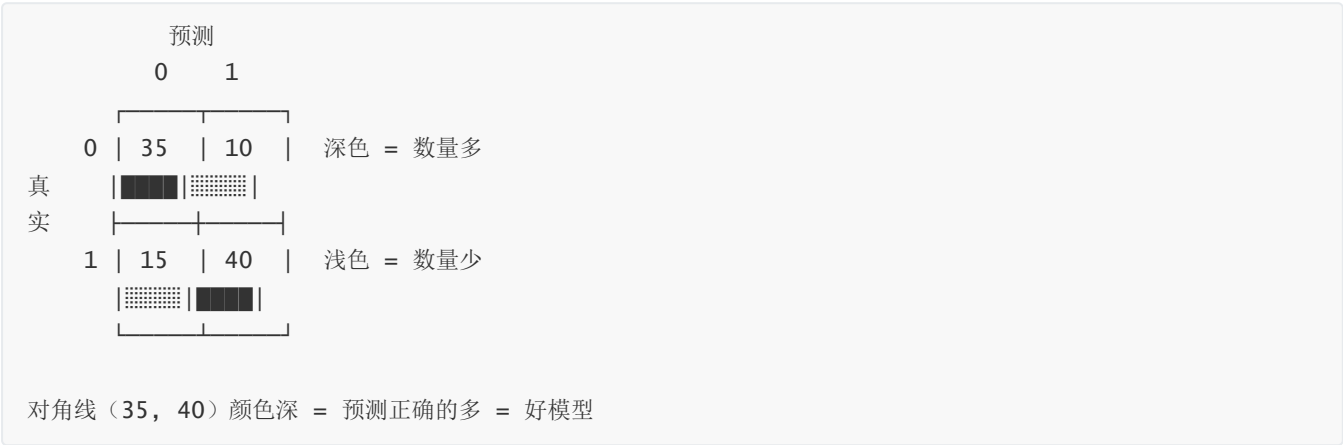 预测
0 1
0 | 35 | 10 | 深色 = 数量多
真 |████|░░░░|
实
1 | 15 | 40 | 浅色 = 数量少
|░░░░|████|
对角线（35, 40）颜色深 = 预测正确的多 = 好模型